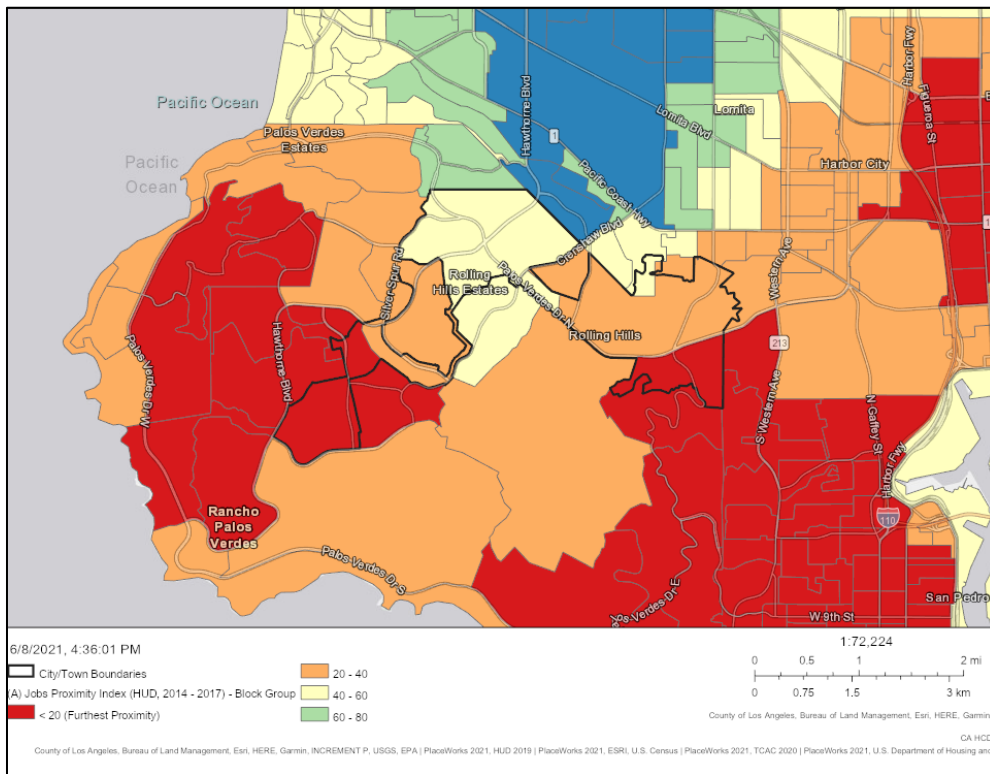 Pacific Ocean
Pacific
Ocean
Palos Verdes
Estates
Hawthorne Blvd
1
Lomita Blvd
Lomita
Pacific Coast Hwy
Harbor Fwy
Figueroa St
Harbor City
Crenshaw Blvd
Western Ave
Silver Spur Rd
Rolling
Hills Estates
Palos Verdes Dr N
Rolling Hills
213
Hawthorne Blvd
Palos Verdes Dr W
S Western Ave
N Gaffey St
Harbor Fwy
110
Rancho
Palos
Verdes
Palos Verdes Dr S
os Verdes Dr E
San Pedro
W 9th St
6/8/2021, 4:36:01 PM
City/Town Boundaries
(A) Jobs Proximity Index (HUD, 2014 - 2017) - Block Group
< 20 (Furthest Proximity)
20 - 40
40 - 60
60 - 80
1:72,224
0 0.5 1 2 mi
0 0.75 1.5 3 km
County of Los Angeles, Bureau of Land Management, Esri, HERE, Garmin
CA HCD
County of Los Angeles, Bureau of Land Management, Esri, HERE, Garmin, INCREMENT P, USGS, EPA | PlaceWorks 2021, HUD 2019 | PlaceWorks 2021, ESRI, U.S. Census | PlaceWorks 2021, TCAC 2020 | PlaceWorks 2021, U.S. Department of Housing and